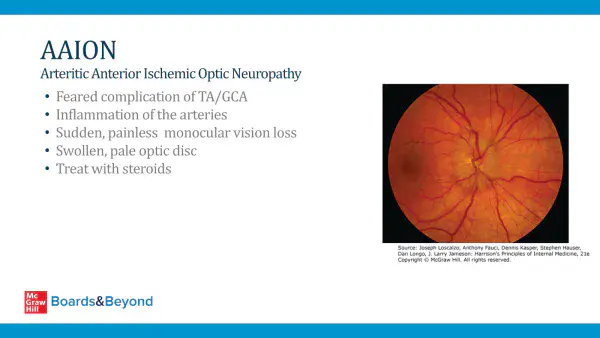 AAION
Arteritic Anterior Ischemic Optic Neuropathy
• Feared complication of TA/GCA
• Inflammation of the arteries
• Sudden, painless monocular vision loss
• Swollen, pale optic disc
• Treat with steroids
Source: Joseph Loscalzo, Anthony Fauci, Dennis Kasper, Stephen Hauser,
Dan Longo, J. Larry Jameson: Harrison's Principles of Internal Medicine, 21e
Copyright © McGraw Hill. All rights reserved.
Mc
Graw
Hill
Boards&Beyond